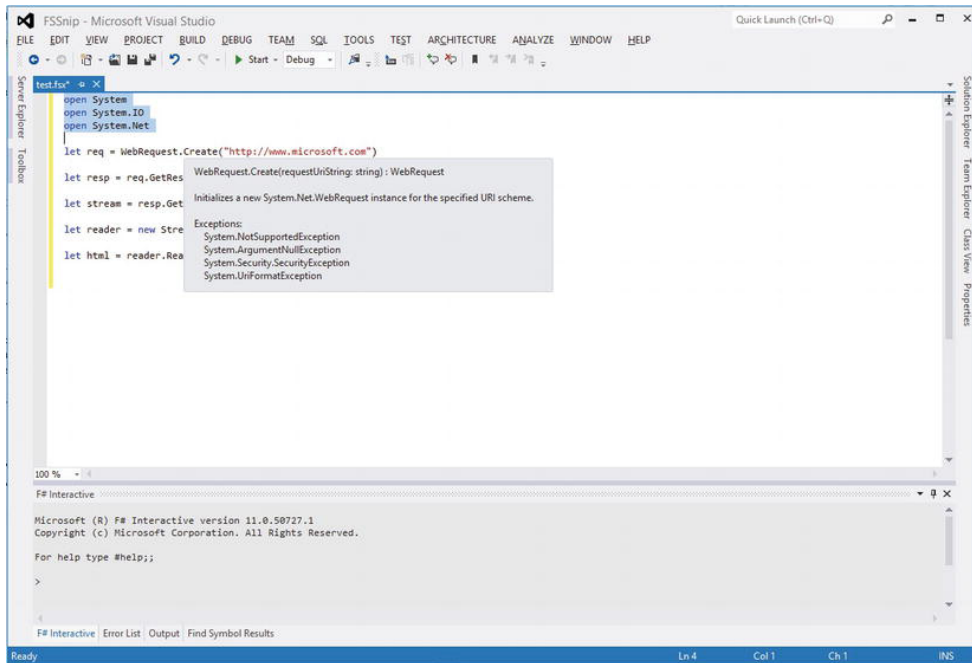 FSSnip - Microsoft Visual Studio
Quick Launch (Ctrl+Q)
FILE EDIT VIEW PROJECT BUILD DEBUG TEAM SQL TOOLS TEST ARCHITECTURE ANALYZE WINDOW HELP
Start - Debug
Server Explorer
Toolbox
test.fsx*
open System
open System.IO
open System.Net
let req = WebRequest.Create("http://www.microsoft.com")
let resp = req.GetRes
let stream = resp.Get
let reader = new Stre
let html = reader.Rea
WebRequest.Create(requestUriString: string) : WebRequest
Initializes a new System.Net.WebRequest instance for the specified URI scheme.
Exceptions:
System.NotSupportedException
System.ArgumentNullException
System.Security.SecurityException
System.UriFormatException
Solution Explorer
Team Explorer
Class View
Properties
100 %
F# Interactive
Microsoft (R) F# Interactive version 11.0.50727.1
Copyright (c) Microsoft Corporation. All Rights Reserved.
For help type #help;;
>
F# Interactive Error List Output Find Symbol Results
Ready Ln 4 Col 1 Ch 1 INS